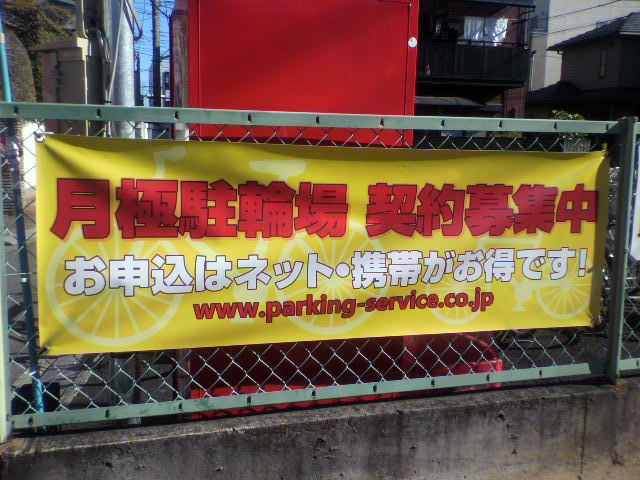 月極駐輪場 契約募集中
お申込はネット・携帯がお得です!
www.parking-service.co.jp